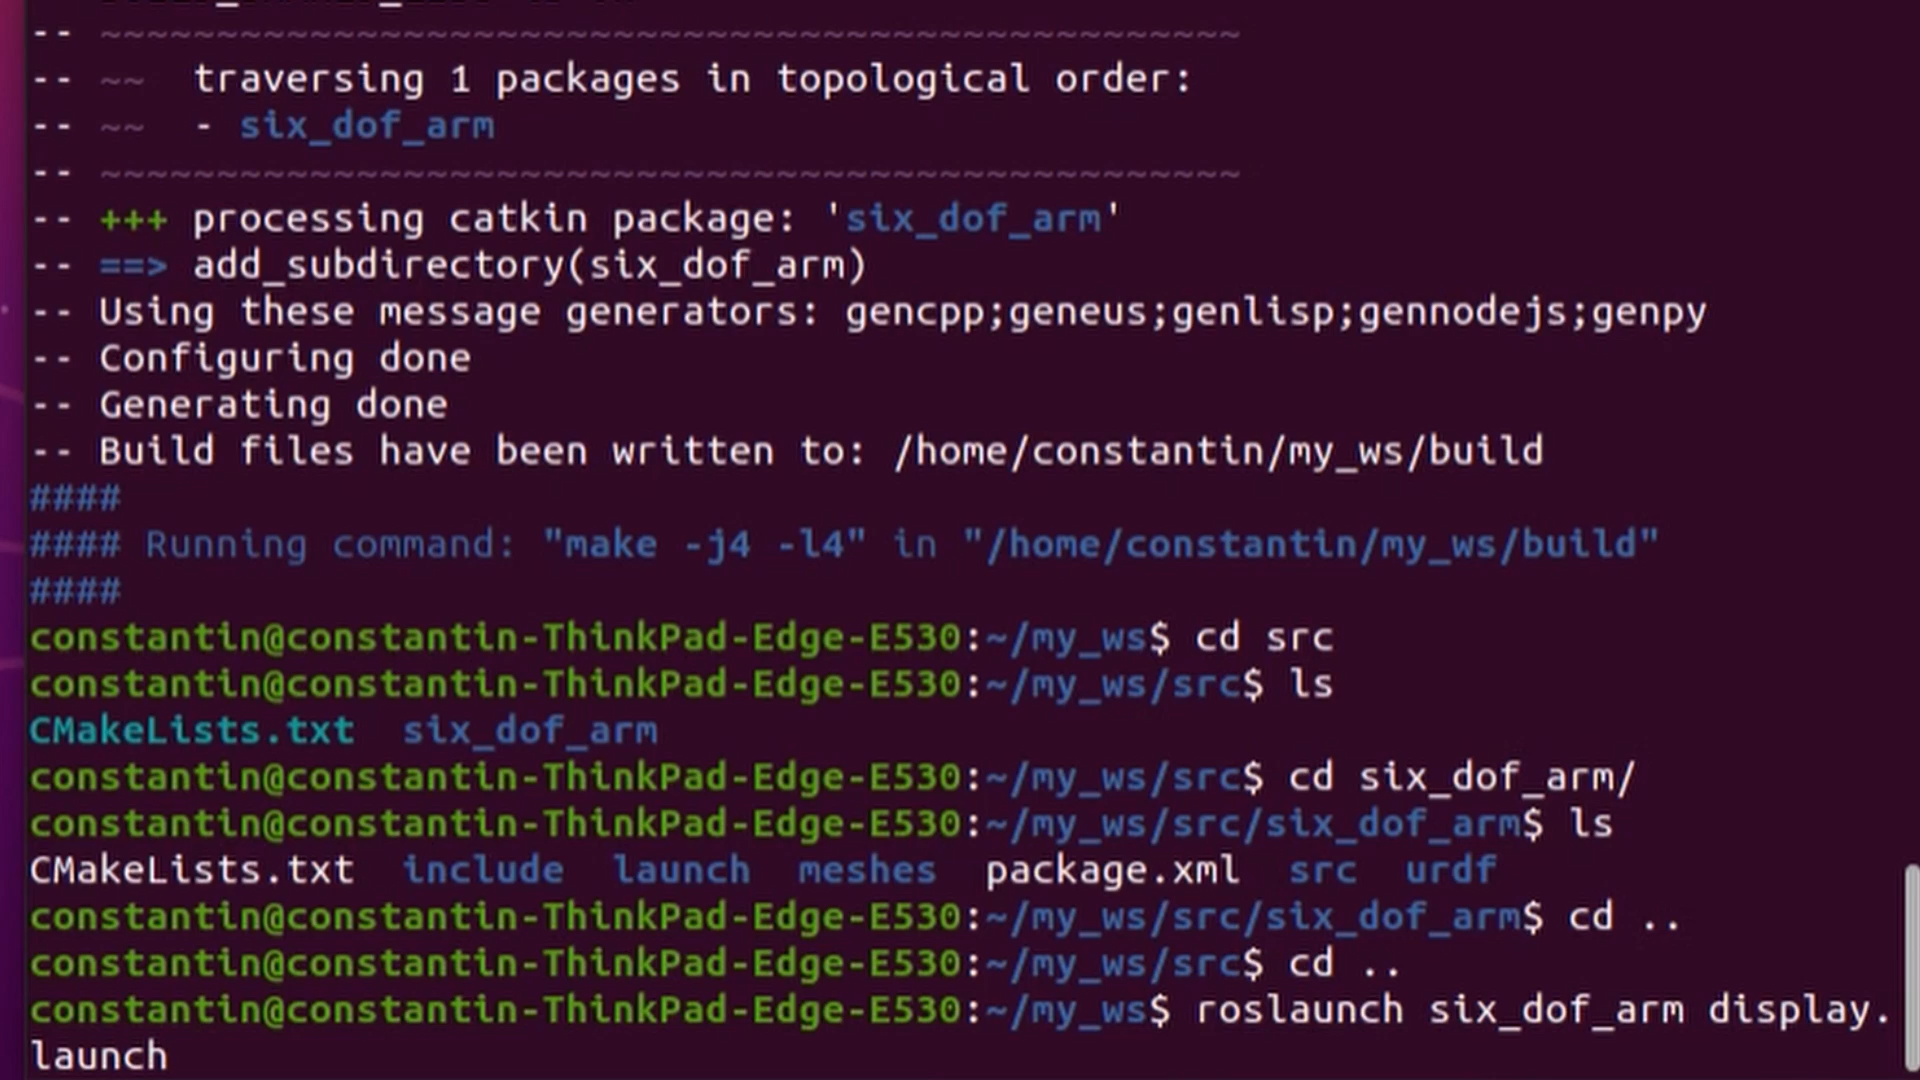 -- ~~~~~~~~~~~~~~~~~~~~~~~~~~~~~~~~~~~~~~~~~~~~~~~~~
-- ~~  traversing 1 packages in topological order:
-- ~~  - six_dof_arm
-- ~~~~~~~~~~~~~~~~~~~~~~~~~~~~~~~~~~~~~~~~~~~~~~~~~
-- +++ processing catkin package: 'six_dof_arm'
-- ==> add_subdirectory(six_dof_arm)
-- Using these message generators: gencpp;geneus;genlisp;gennodejs;genpy
-- Configuring done
-- Generating done
-- Build files have been written to: /home/constantin/my_ws/build
####
#### Running command: "make -j4 -l4" in "/home/constantin/my_ws/build"
####
constantin@constantin-ThinkPad-Edge-E530:~/my_ws$ cd src
constantin@constantin-ThinkPad-Edge-E530:~/my_ws/src$ ls
CMakeLists.txt  six_dof_arm
constantin@constantin-ThinkPad-Edge-E530:~/my_ws/src$ cd six_dof_arm/
constantin@constantin-ThinkPad-Edge-E530:~/my_ws/src/six_dof_arm$ ls
CMakeLists.txt  include  launch  meshes  package.xml  src  urdf
constantin@constantin-ThinkPad-Edge-E530:~/my_ws/src/six_dof_arm$ cd ..
constantin@constantin-ThinkPad-Edge-E530:~/my_ws/src$ cd ..
constantin@constantin-ThinkPad-Edge-E530:~/my_ws$ roslaunch six_dof_arm display.
launch